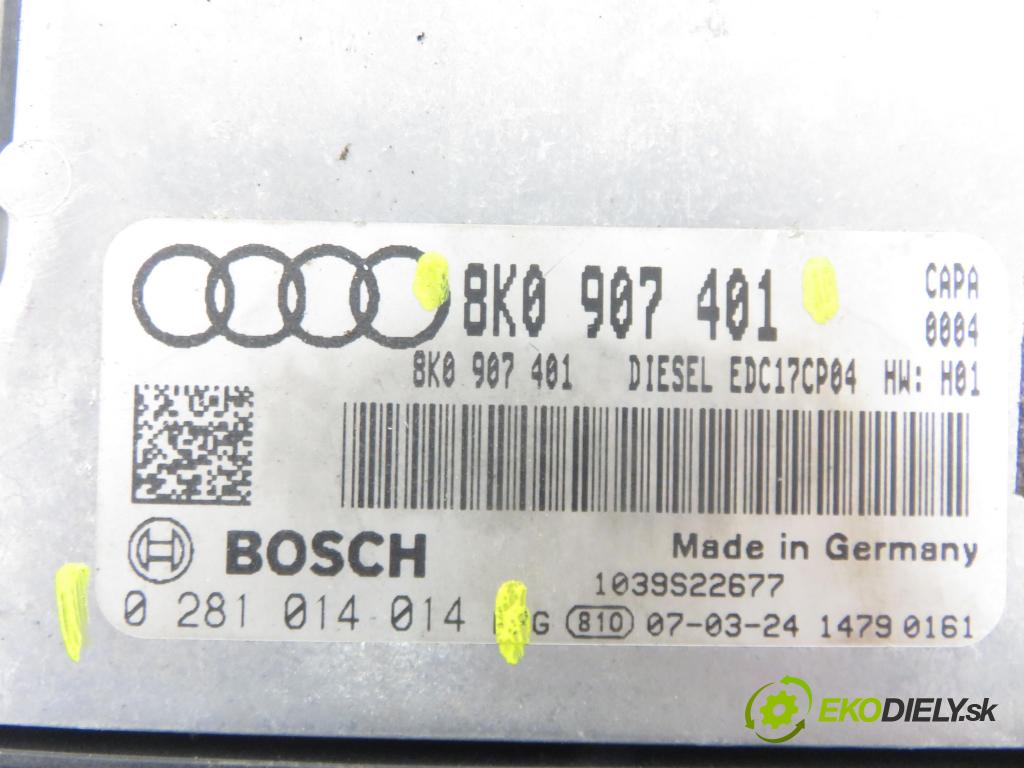 8K0 907 401
CAPA
0004
8K0 907 401 DIESEL EDC17CP04 HW: H01
BOSCH
Made in Germany
1039S22677
0 281 014 014 G 810 07-03-24 1479 0161
EKODIELY.sk